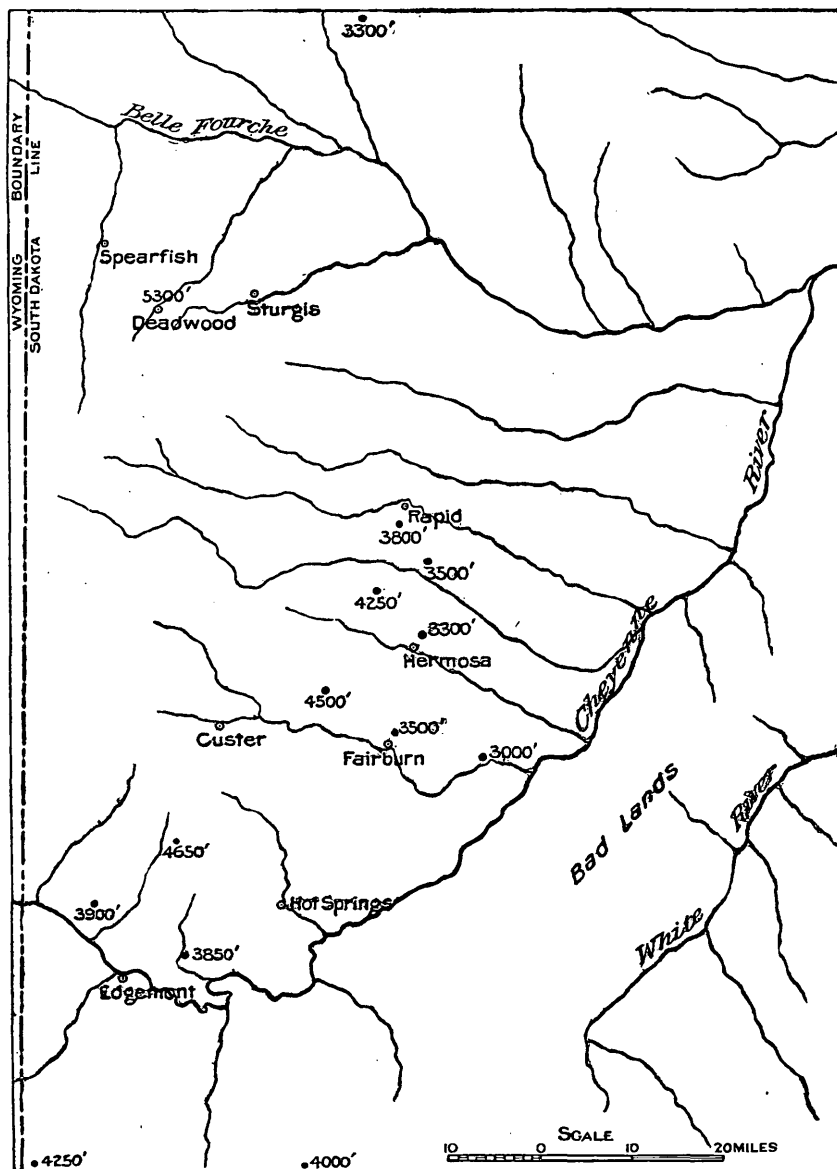 3300'
Belle Fourche
WYOMING BOUNDARY
SOUTH DAKOTA LINE
Spearfish
5300'
Deadwood
Sturgis
River
Rapid
3800'
3500'
4250'
3300'
Hermosa
Cheyenne
4500'
3500'
Custer
Fairburn
3000'
Bad Lands
River
4650'
3900'
Hot Springs
White
3850'
Edgemont
SCALE
10 0 10 20 MILES
4250'
4000'